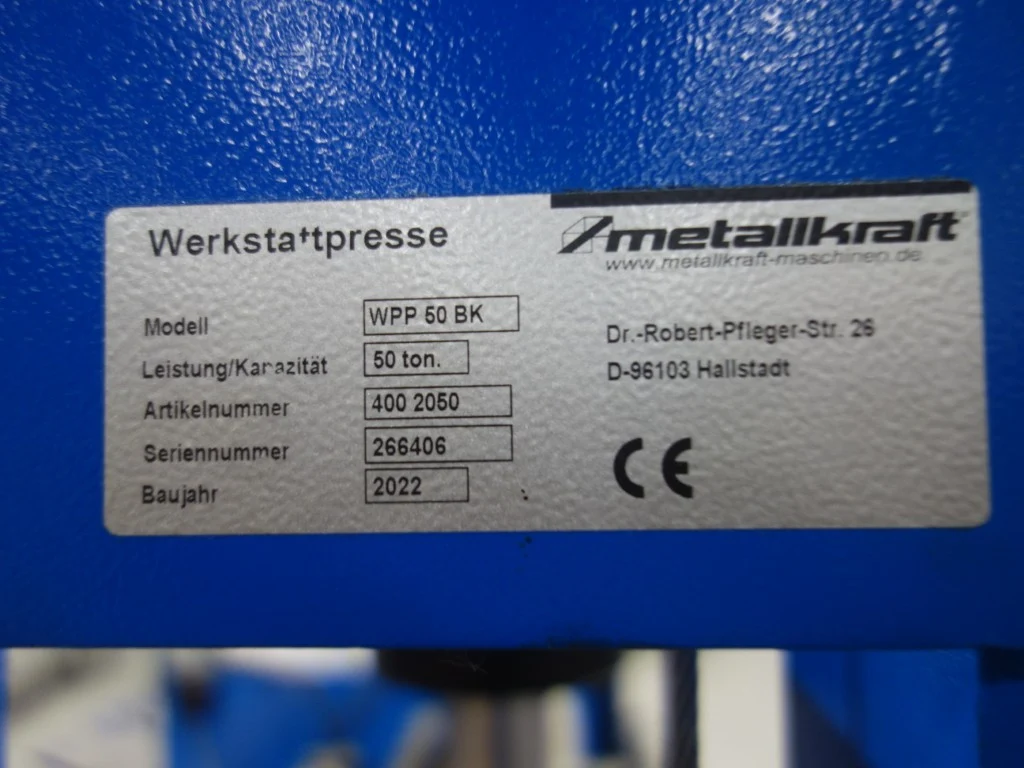 Werkstattpresse
metallkraft
www.metallkraft-maschinen.de
Modell WPP 50 BK
Leistung/Kapazität 50 ton.
Artikelnummer 400 2050
Seriennummer 266406
Baujahr 2022
Dr.-Robert-Pfleger-Str. 26
D-96103 Hallstadt
CE